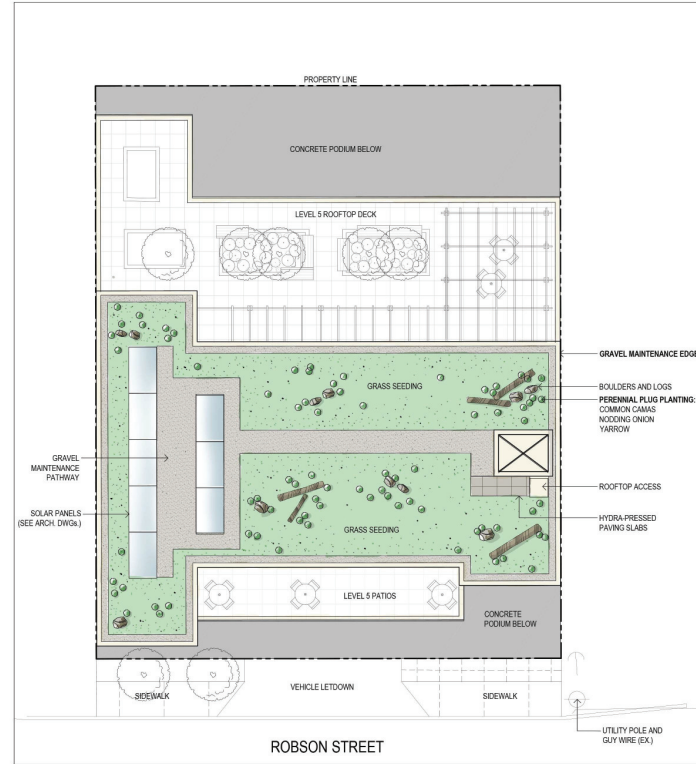 PROPERTY LINE
CONCRETE PODIUM BELOW
LEVEL 5 ROOFTOP DECK
GRAVEL MAINTENANCE EDGE
GRASS SEEDING
BOULDERS AND LOGS
PERENNIAL PLUG PLANTING:
COMMON CAMAS
NODDING ONION
YARROW
GRAVEL
MAINTENANCE
PATHWAY
ROOFTOP ACCESS
SOLAR PANELS
(SEE ARCH. DWGs.)
HYDRA-PRESSED
PAVING SLABS
GRASS SEEDING
LEVEL 5 PATIOS
CONCRETE
PODIUM BELOW
SIDEWALK
VEHICLE LETDOWN
SIDEWALK
UTILITY POLE AND
GUY WIRE (EX.)
ROBSON STREET